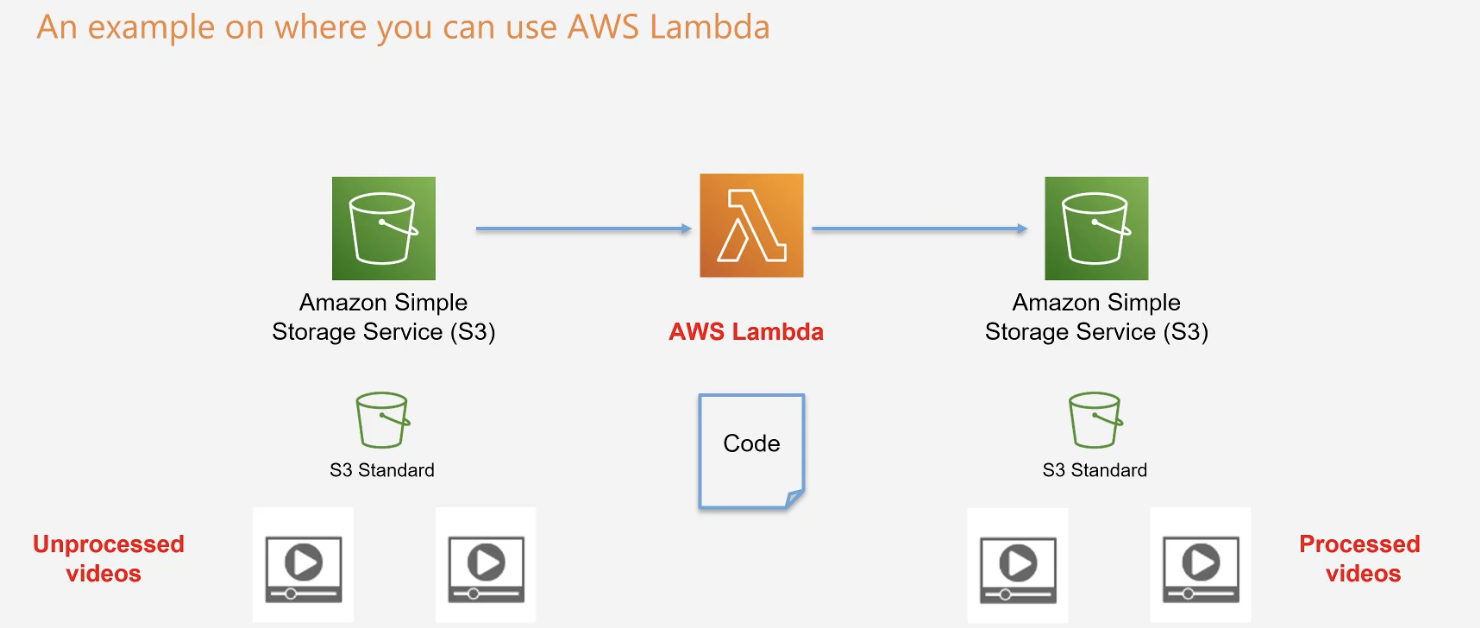 An example on where you can use AWS Lambda
Amazon Simple
Storage Service (S3)
AWS Lambda
Amazon Simple
Storage Service (S3)
Code
S3 Standard
S3 Standard
Unprocessed
videos
Processed
videos